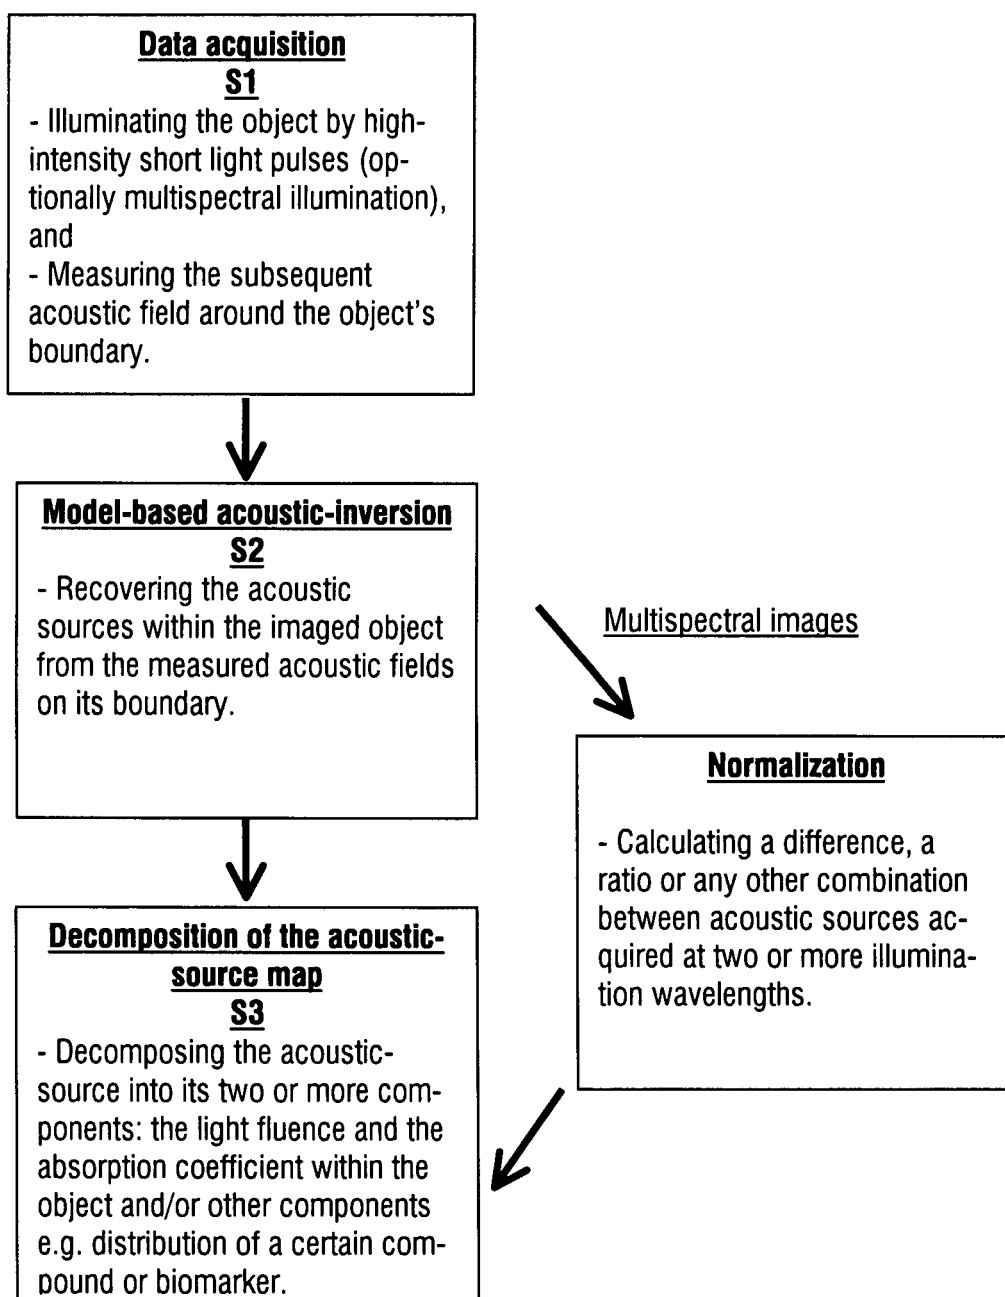 Data acquisition
S1
- Illuminating the object by high-
intensity short light pulses (op-
tionally multispectral illumination),
and
- Measuring the subsequent
acoustic field around the object's
boundary.
Model-based acoustic-inversion
S2
- Recovering the acoustic
sources within the imaged object
from the measured acoustic fields
on its boundary.
Multispectral images
Normalization
- Calculating a difference, a
ratio or any other combination
between acoustic sources ac-
quired at two or more illumina-
tion wavelengths.
Decomposition of the acoustic-
source map
S3
- Decomposing the acoustic-
source into its two or more com-
ponents: the light fluence and the
absorption coefficient within the
object and/or other components
e.g. distribution of a certain com-
pound or biomarker.